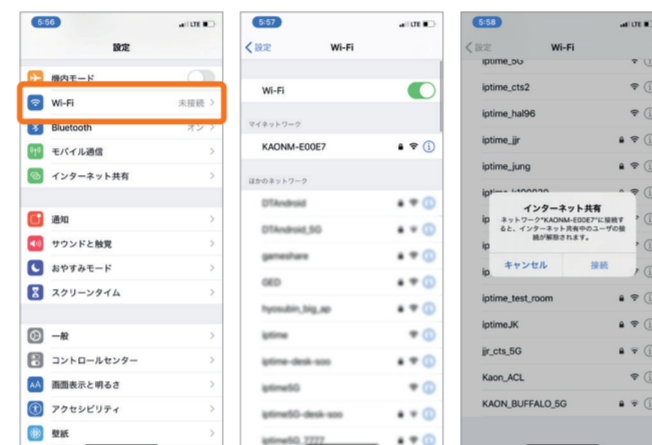 5:56
LTE
設定
機内モード
Wi-Fi
未接続
Bluetooth
オン
モバイル通信
インターネット共有
通知
サウンドと触覚
おやすみモード
スクリーンタイム
一般
コントロールセンター
AA
画面表示と明るさ
アクセシビリティ
壁紙
5:57
LTE
設定
Wi-Fi
Wi-Fi
マイネットワーク
KAONM-E00E7
ほかのネットワーク
DTAndroid
DTAndroid_5G
gameshare
GED
hyosubin_big_ap
iptime
iptime-desk-soo
iptime5G
iptime5G-desk-soo
iptime5G_7777
5:58
LTE
設定
Wi-Fi
iptime_5G
iptime_cts2
iptime_hal96
iptime_jjr
iptime_jung
インターネット共有
ネットワーク"KAONM-E00E7"に接続す
ると、インターネット共有中のユーザの接
続が解除されます。
キャンセル
接続
iptime_test_room
iptimeJK
jjr_cts_5G
Kaon_ACL
KAON_BUFFALO_5G